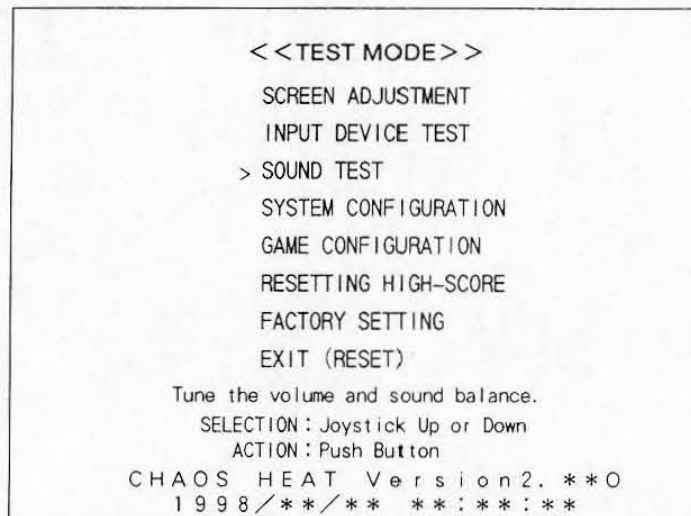 <<TEST MODE>>
SCREEN ADJUSTMENT
INPUT DEVICE TEST
> SOUND TEST
SYSTEM CONFIGURATION
GAME CONFIGURATION
RESETTING HIGH-SCORE
FACTORY SETTING
EXIT (RESET)
Tune the volume and sound balance.
SELECTION：Joystick Up or Down
ACTION：Push Button
CHAOS HEAT Version2.**O
1998/**/** **:**:**